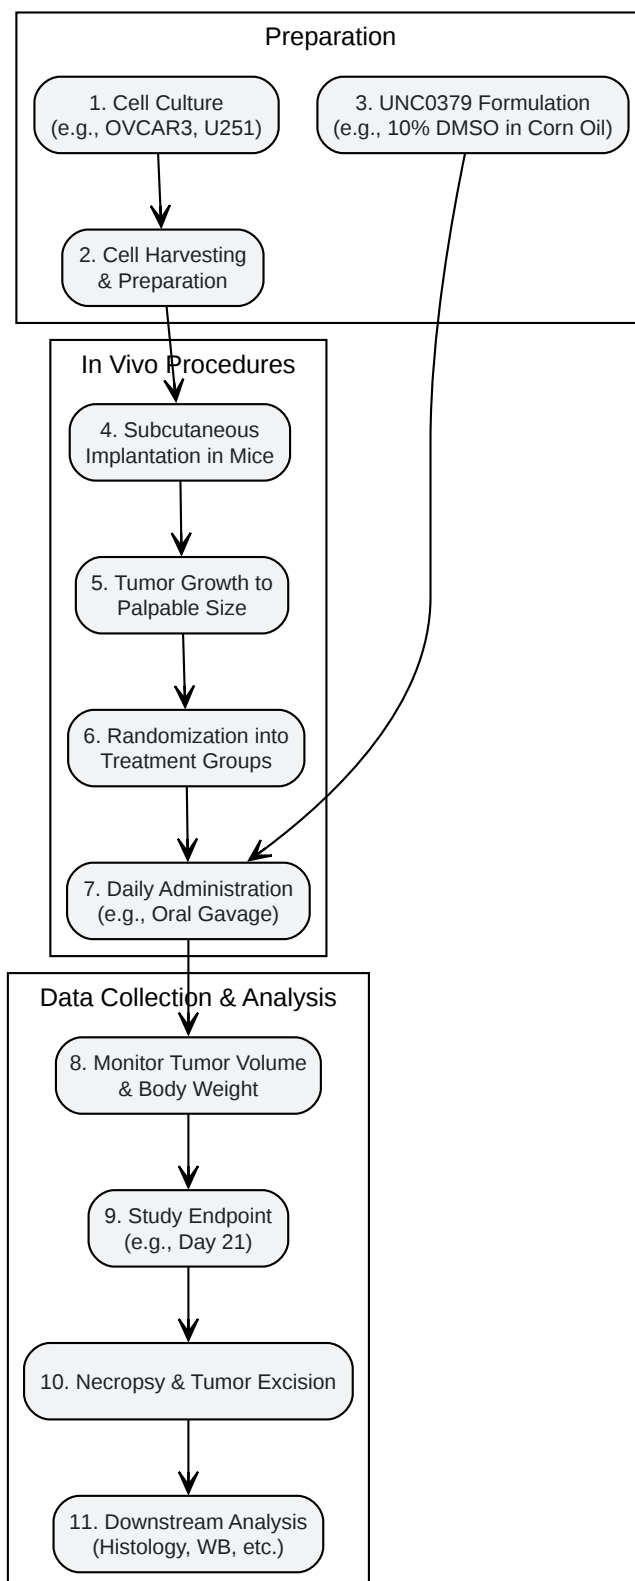 Preparation
1. Cell Culture
(e.g., OVCAR3, U251)
3. UNC0379 Formulation
(e.g., 10% DMSO in Corn Oil)
2. Cell Harvesting
& Preparation
In Vivo Procedures
4. Subcutaneous
Implantation in Mice
5. Tumor Growth to
Palpable Size
6. Randomization into
Treatment Groups
7. Daily Administration
(e.g., Oral Gavage)
Data Collection & Analysis
8. Monitor Tumor Volume
& Body Weight
9. Study Endpoint
(e.g., Day 21)
10. Necropsy & Tumor Excision
11. Downstream Analysis
(Histology, WB, etc.)